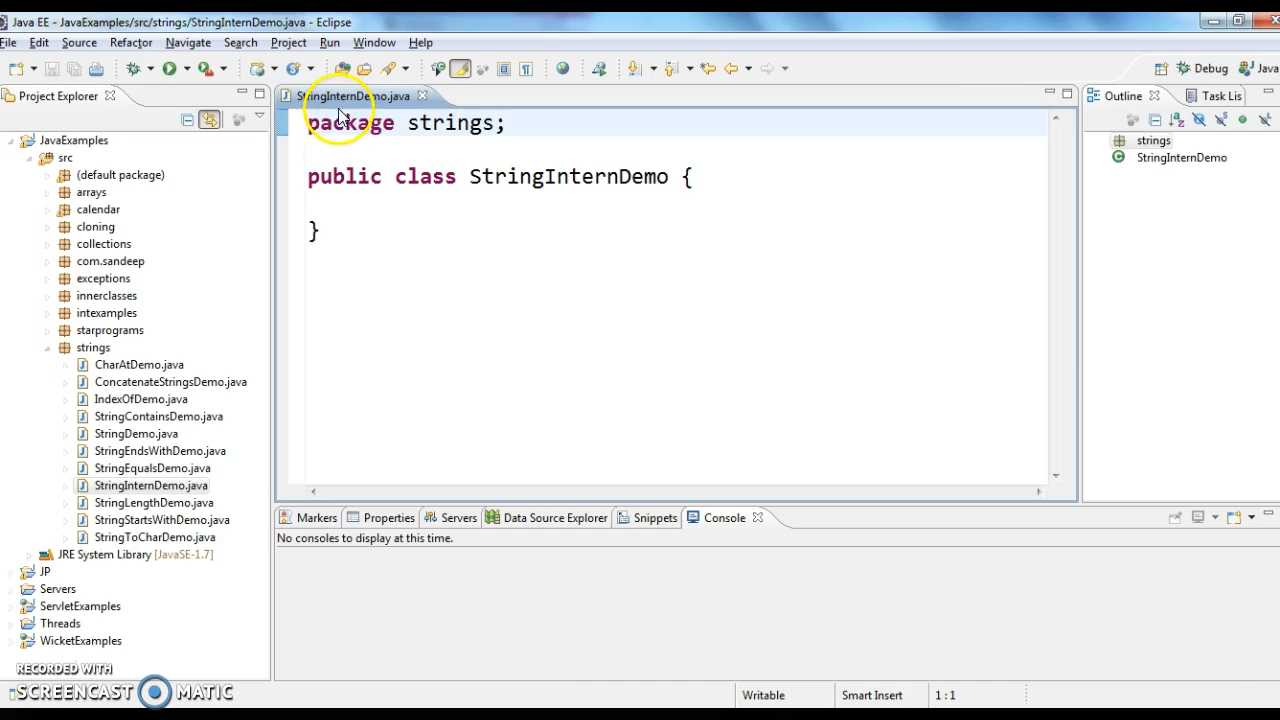 Java EE - JavaExamples/src/strings/StringInternDemo.java - Eclipse
File Edit Source Refactor Navigate Search Project Run Window Help
Debug Java
Project Explorer
StringInternDemo.java
Outline Task Lis
JavaExamples
src
(default package)
arrays
calendar
cloning
collections
com.sandeep
exceptions
innerclasses
intexamples
starprograms
strings
CharAtDemo.java
ConcatenateStringsDemo.java
IndexOfDemo.java
StringContainsDemo.java
StringDemo.java
StringEndsWithDemo.java
StringEqualsDemo.java
StringInternDemo.java
StringLengthDemo.java
StringStartsWithDemo.java
StringToCharDemo.java
JRE System Library [JavaSE-1.7]
JP
Servers
ServletExamples
Threads
WicketExamples
package strings;
public class StringInternDemo {
}
strings
StringInternDemo
Markers Properties Servers Data Source Explorer Snippets Console
No consoles to display at this time.
Writable Smart Insert 1 : 1
RECORDED WITH
SCREENCAST MATIC